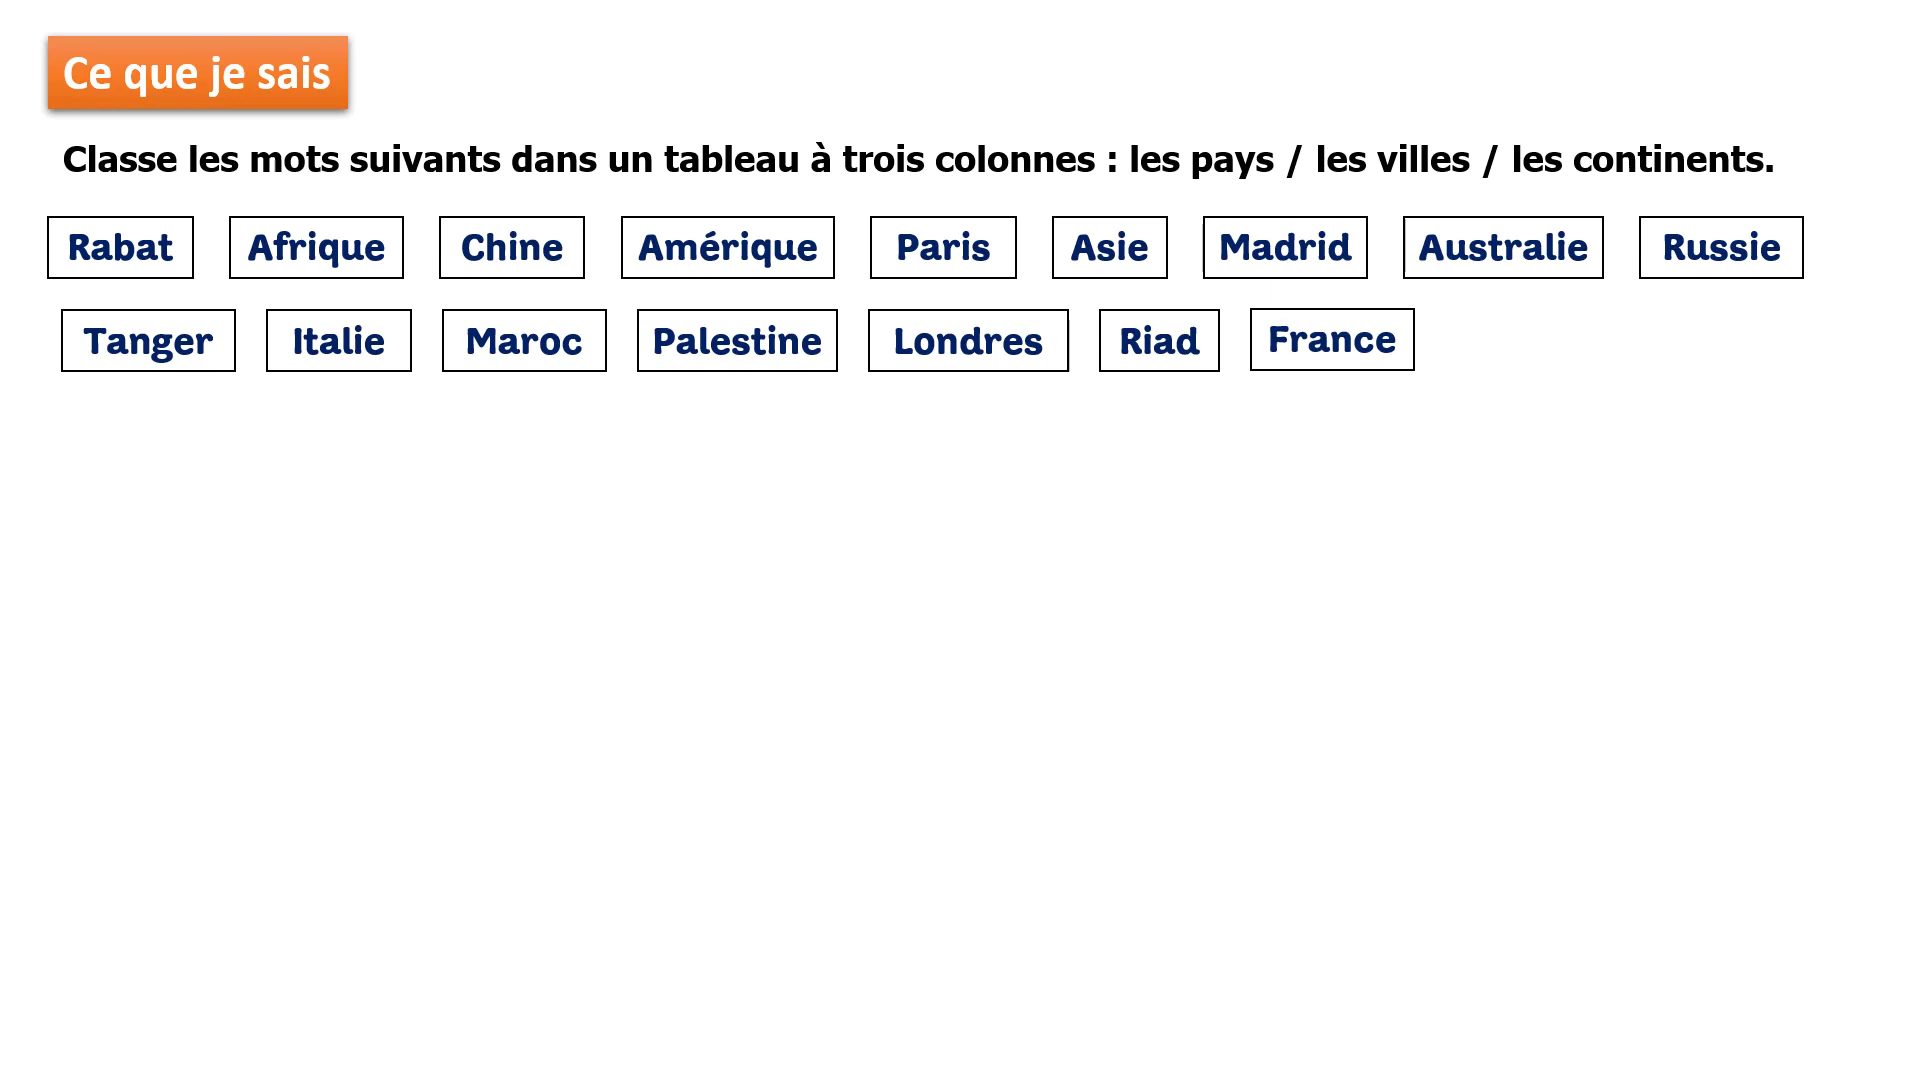 Ce que je sais
Classe les mots suivants dans un tableau à trois colonnes : les pays / les villes / les continents.
Rabat Afrique Chine Amérique Paris Asie Madrid Australie Russie
Tanger Italie Maroc Palestine Londres Riad France